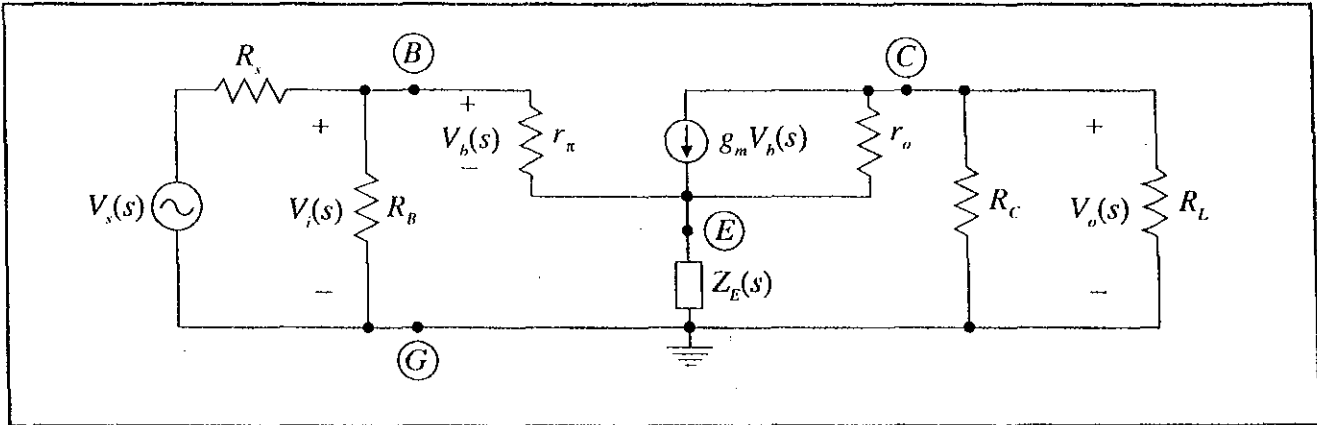 R_s
B
C
+
V_b(s)
−
r_π
g_m V_b(s)
r_o
+
V_s(s)
V_i(s)
R_B
−
E
Z_E(s)
R_C
+
V_o(s)
−
R_L
G